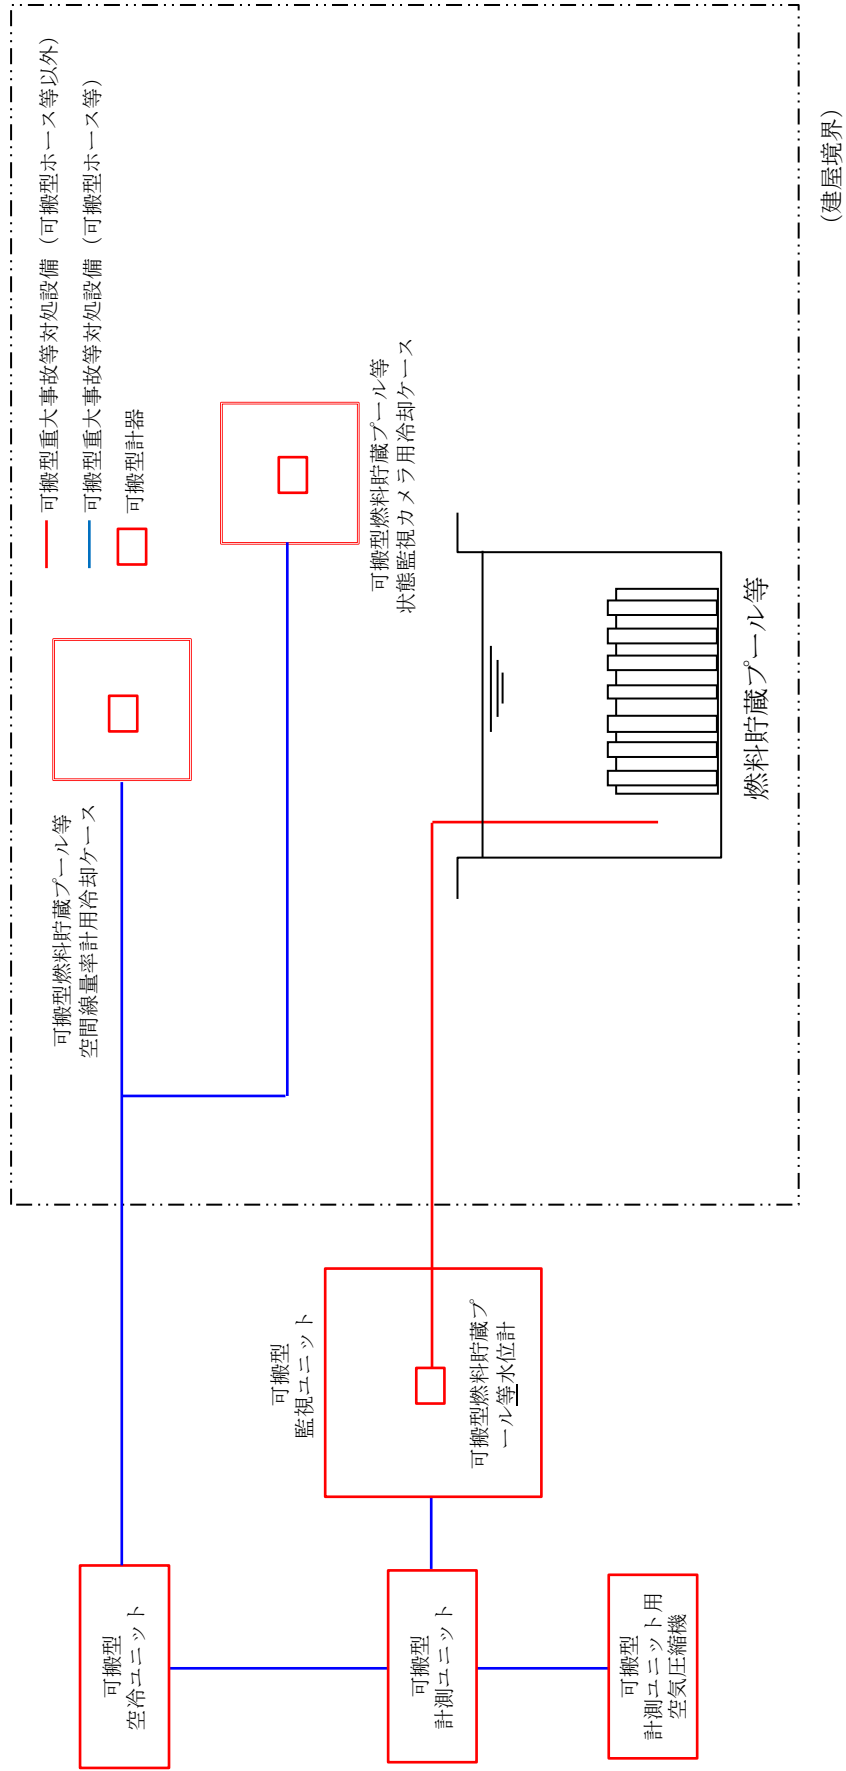 可搬型重大事故等対処設備（可搬型ホース等以外）
可搬型重大事故等対処設備（可搬型ホース等）
可搬型計器
可搬型燃料貯蔵プール等
空間線量率計用冷却ケース
可搬型燃料貯蔵プール等
状態監視カメラ用冷却ケース
燃料貯蔵プール等
（建屋境界）
可搬型
監視ユニット
可搬型燃料貯蔵プ
ール等水位計
可搬型
空冷ユニット
可搬型
計測ユニット
可搬型
計測ユニット用
空気圧縮機